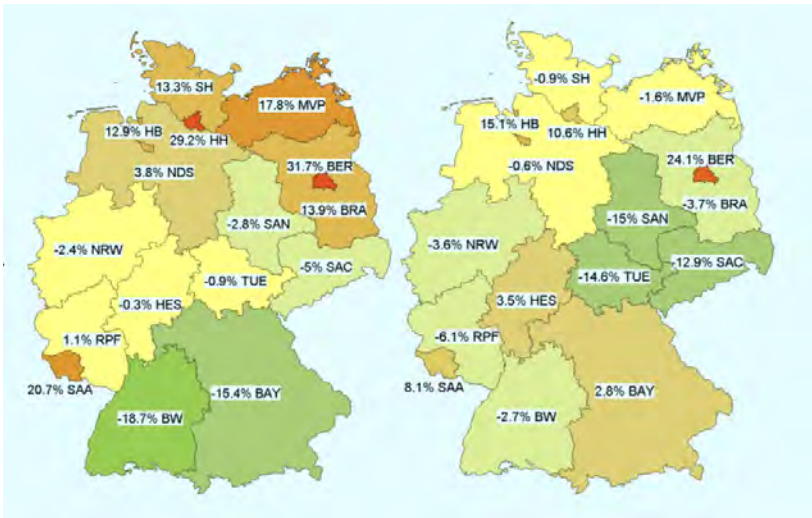 13.3% SH
17.8% MVP
12.9% HB
29.2% HH
31.7% BER
3.8% NDS
13.9% BRA
-2.8% SAN
-2.4% NRW
-5% SAC
-0.9% TUE
-0.3% HES
1.1% RPF
20.7% SAA
-15.4% BAY
-18.7% BW
-0.9% SH
-1.6% MVP
15.1% HB
10.6% HH
24.1% BER
-0.6% NDS
-3.7% BRA
-15% SAN
-3.6% NRW
-12.9% SAC
-14.6% TUE
3.5% HES
-6.1% RPF
8.1% SAA
2.8% BAY
-2.7% BW